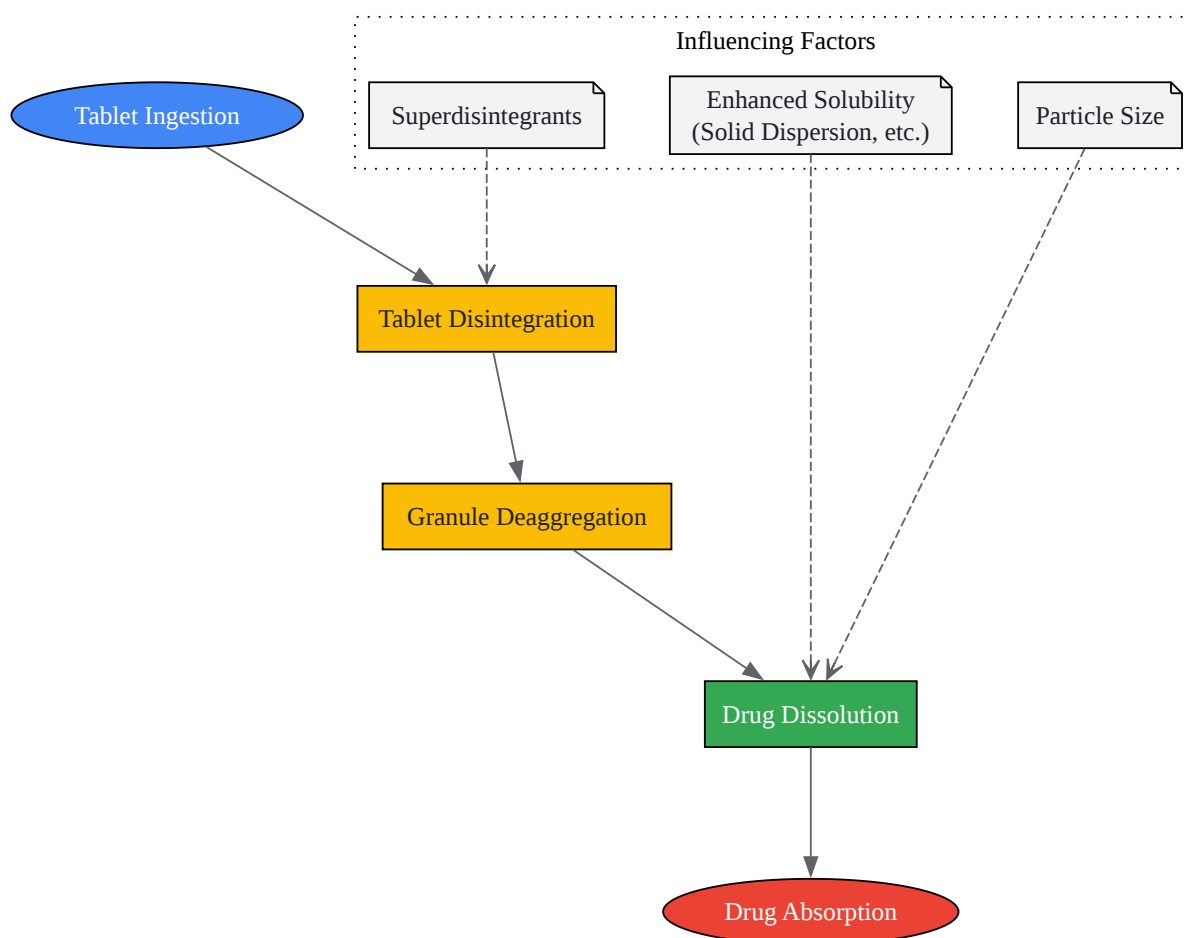 Influencing Factors
Tablet Ingestion
Superdisintegrants
Enhanced Solubility
(Solid Dispersion, etc.)
Particle Size
Tablet Disintegration
Granule Deaggregation
Drug Dissolution
Drug Absorption